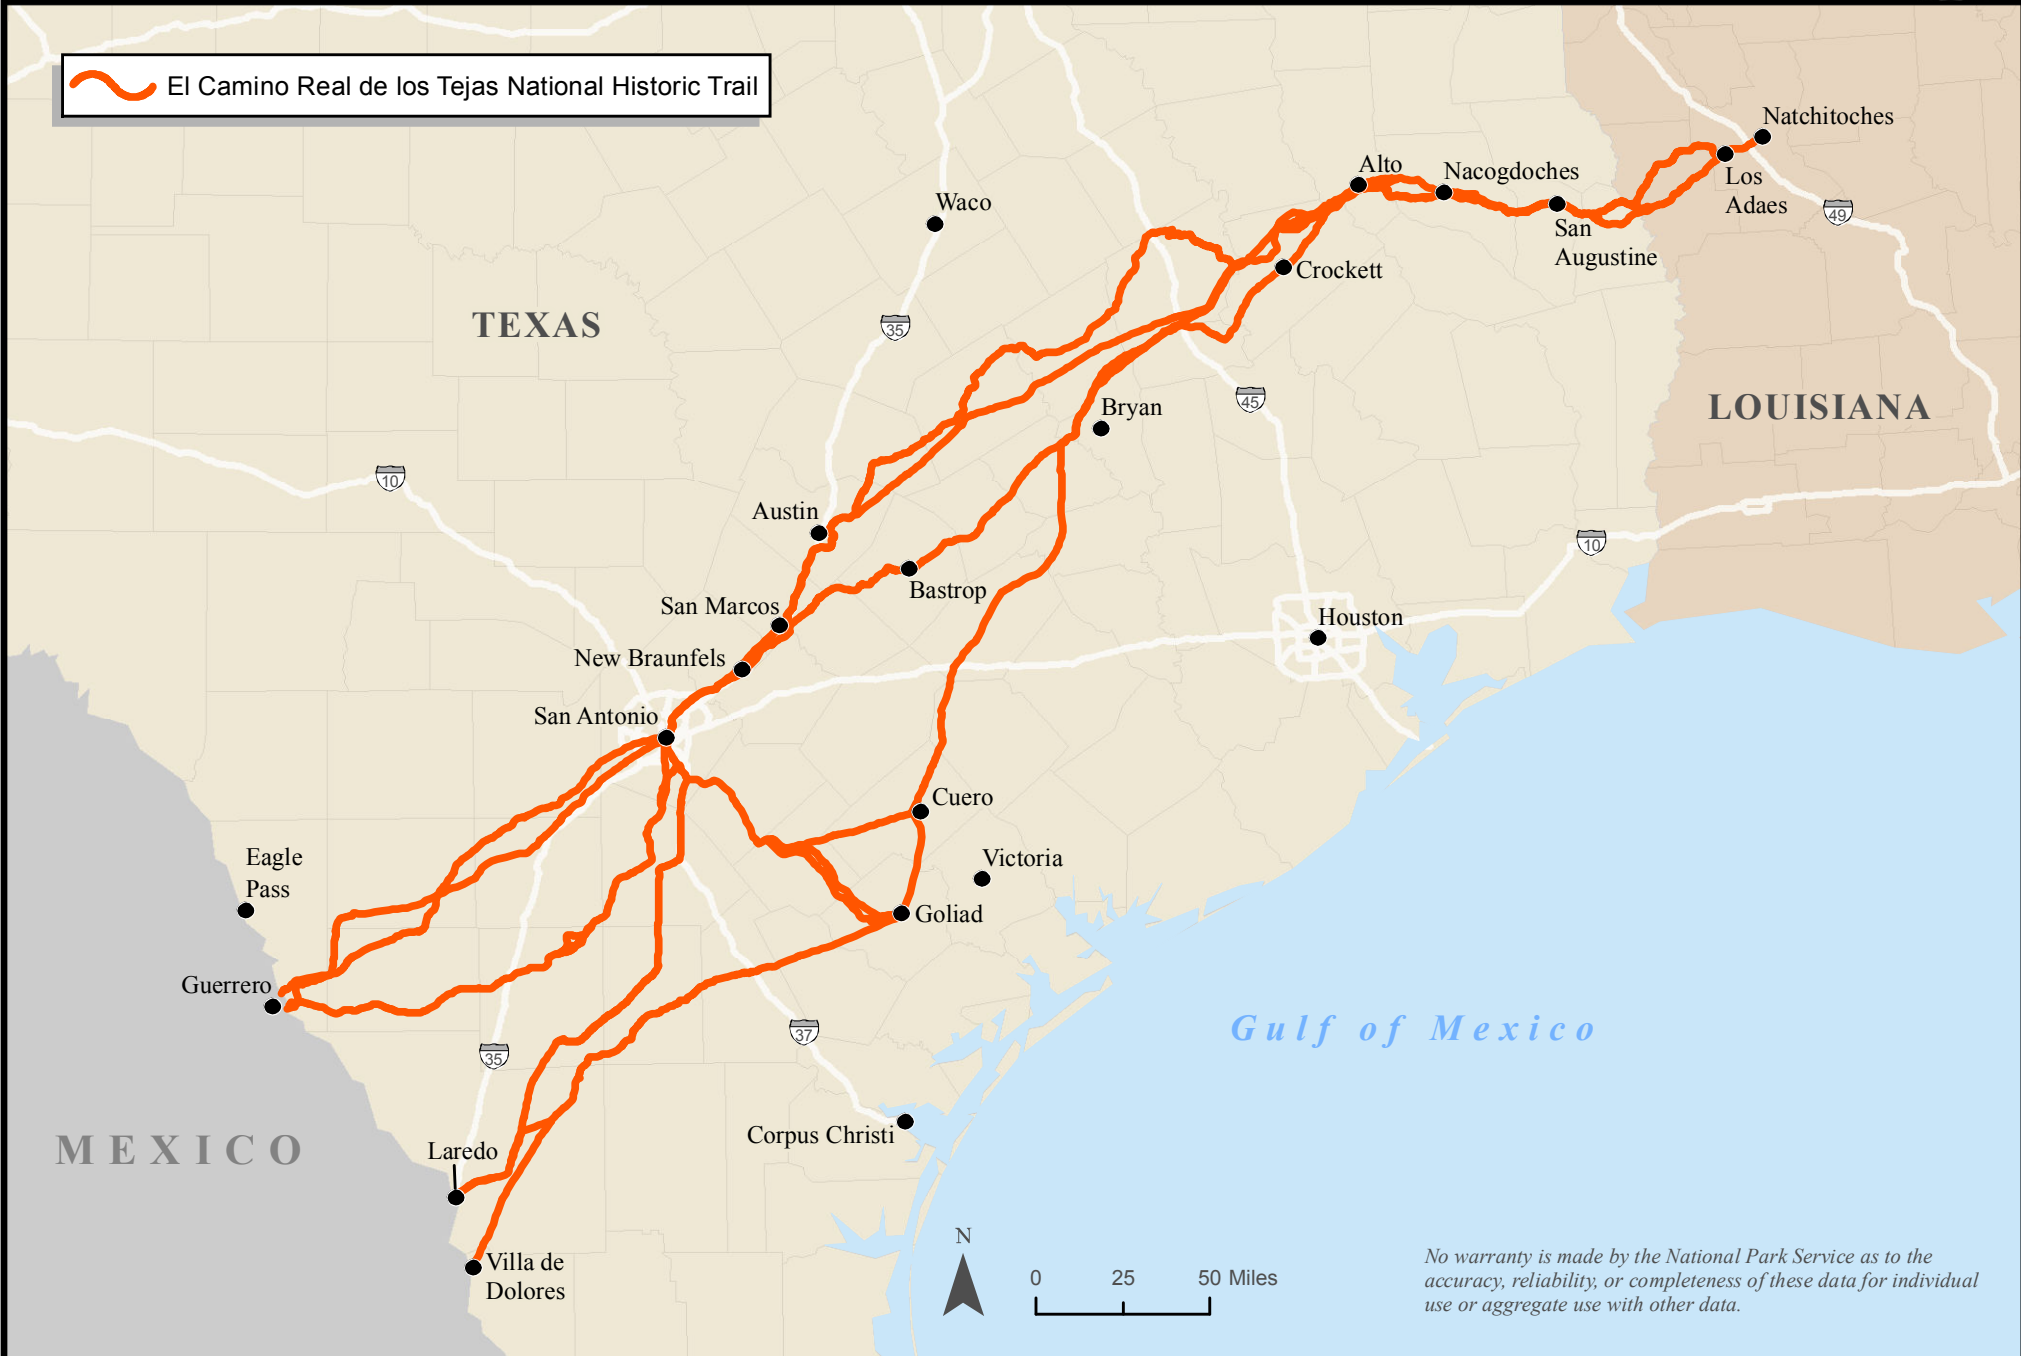 El Camino Real de los Tejas National Historic Trail
Natchitoches
Alto
Nacogdoches
Los
Adaes
Waco
49
San
Augustine
Crockett
TEXAS
35
45
Bryan
LOUISIANA
10
Austin
10
Bastrop
San Marcos
Houston
New Braunfels
San Antonio
Cuero
Eagle
Pass
Victoria
Goliad
Guerrero
Gulf of Mexico
37
35
Corpus Christi
MEXICO
Laredo
N
Villa de
Dolores
0 25 50 Miles
No warranty is made by the National Park Service as to the
accuracy, reliability, or completeness of these data for individual
use or aggregate use with other data.